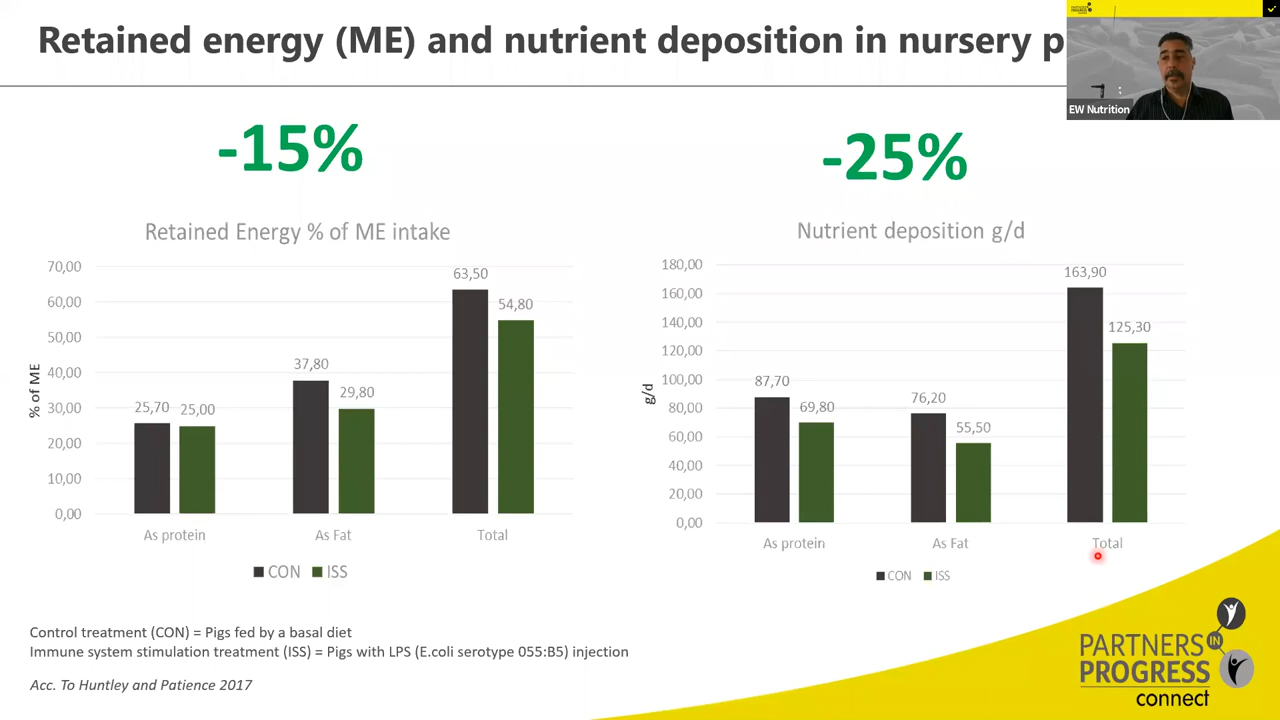 Retained energy (ME) and nutrient deposition in nursery p
PARTNERS IN
PROGRESS
EW Nutrition
-15%
-25%
Retained Energy % of ME intake
70,00
60,00
50,00
40,00
30,00
20,00
10,00
0,00
% of ME
25,70
25,00
37,80
29,80
63,50
54,80
As protein
As Fat
Total
CON
ISS
Nutrient deposition g/d
180,00
160,00
140,00
120,00
100,00
80,00
60,00
40,00
20,00
0,00
g/d
87,70
69,80
76,20
55,50
163,90
125,30
As protein
As Fat
Total
CON
ISS
Control treatment (CON) = Pigs fed by a basal diet
Immune system stimulation treatment (ISS) = Pigs with LPS (E.coli serotype 055:B5) injection
Acc. To Huntley and Patience 2017
PARTNERS IN
PROGRESS
connect